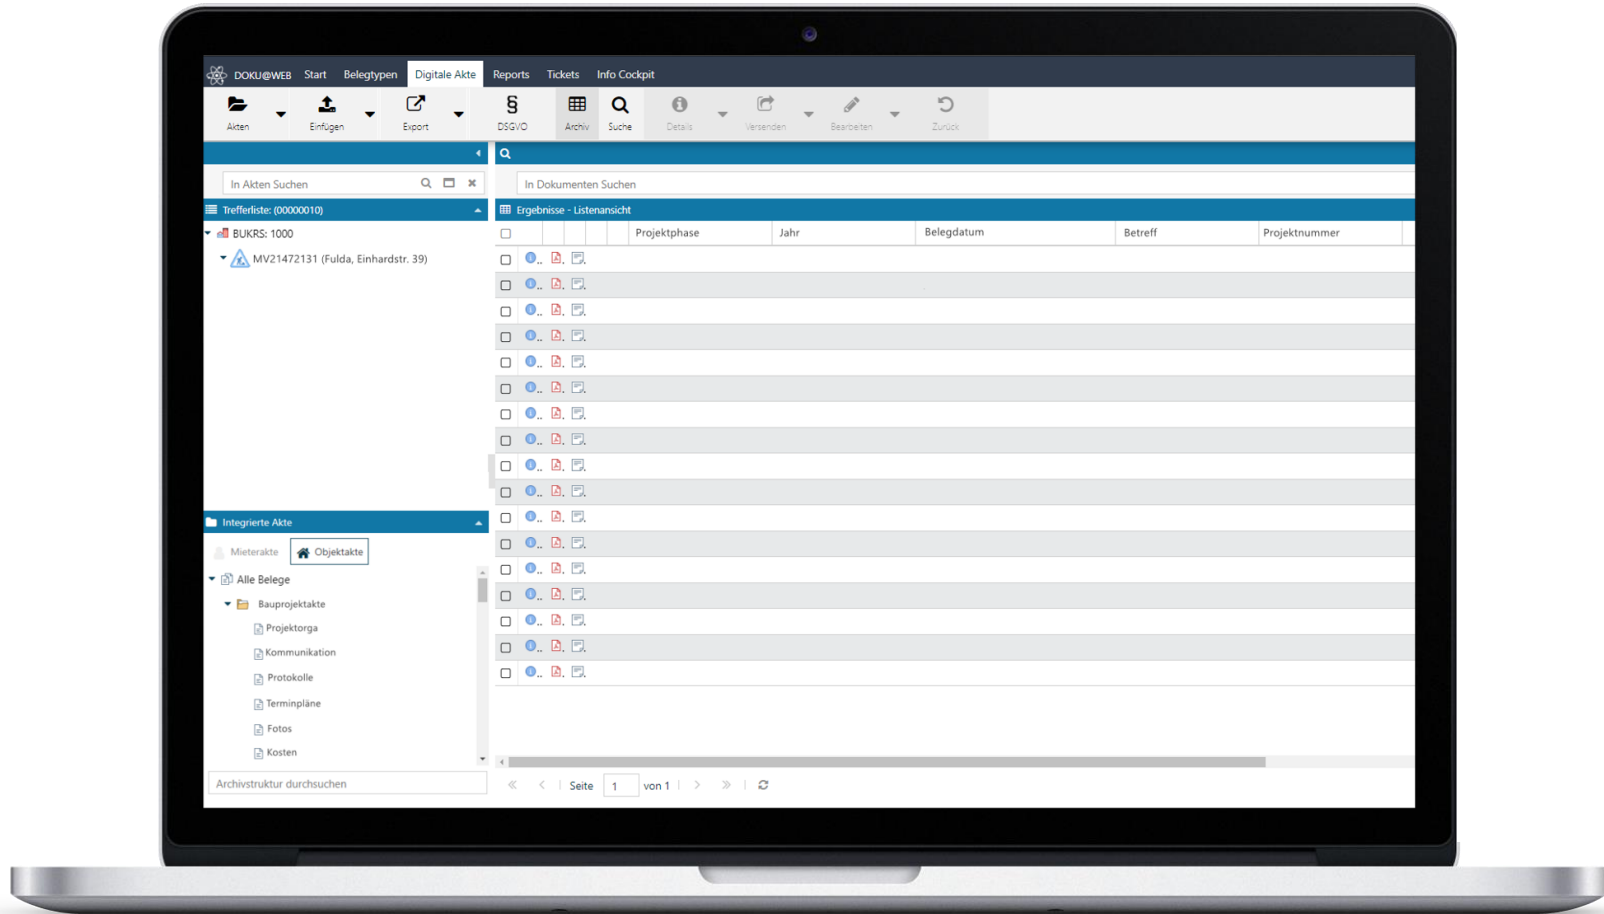 DOKU@WEB Start Belegtypen Digitale Akte Reports Tickets Info Cockpit
Akten Einfügen Export DSGVO Archiv Suche Details Versenden Bearbeiten Zurück
In Akten Suchen
In Dokumenten Suchen
Trefferliste: (00000010)
Ergebnisse - Listenansicht
BUKRS: 1000
Projektphase Jahr Belegdatum Betreff Projektnummer
MV21472131 (Fulda, Einhardstr. 39)
Integrierte Akte
Mieterakte Objektakte
Alle Belege
Bauprojektakte
Projektorga
Kommunikation
Protokolle
Terminpläne
Fotos
Kosten
Archivstruktur durchsuchen
Seite 1 von 1